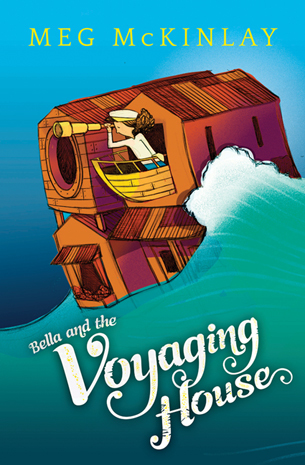 MEG McKINLAY
Bella and the
Voyaging
House